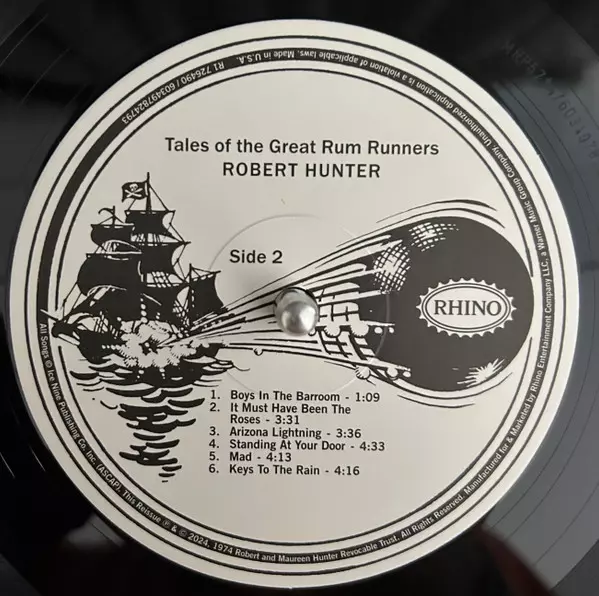 Tales of the Great Rum Runners
ROBERT HUNTER
Side 2
RHINO
1. Boys In The Barroom - 1:09
2. It Must Have Been The
Roses - 3:31
3. Arizona Lightning - 3:36
4. Standing At Your Door - 4:33
5. Mad - 4:13
6. Keys To The Rain - 4:16
All Songs © Ice Nine Publishing Co. Inc. (ASCAP). This Reissue ℗ & © 2024, 1974 Robert and Maureen Hunter Revocable Trust. All Rights Reserved. Manufactured for & Marketed by Rhino Entertainment Company LLC, a Warner Music Group Company. Unauthorized duplication is a violation of applicable laws. Made in U.S.A. R1 726490 / 603497824793